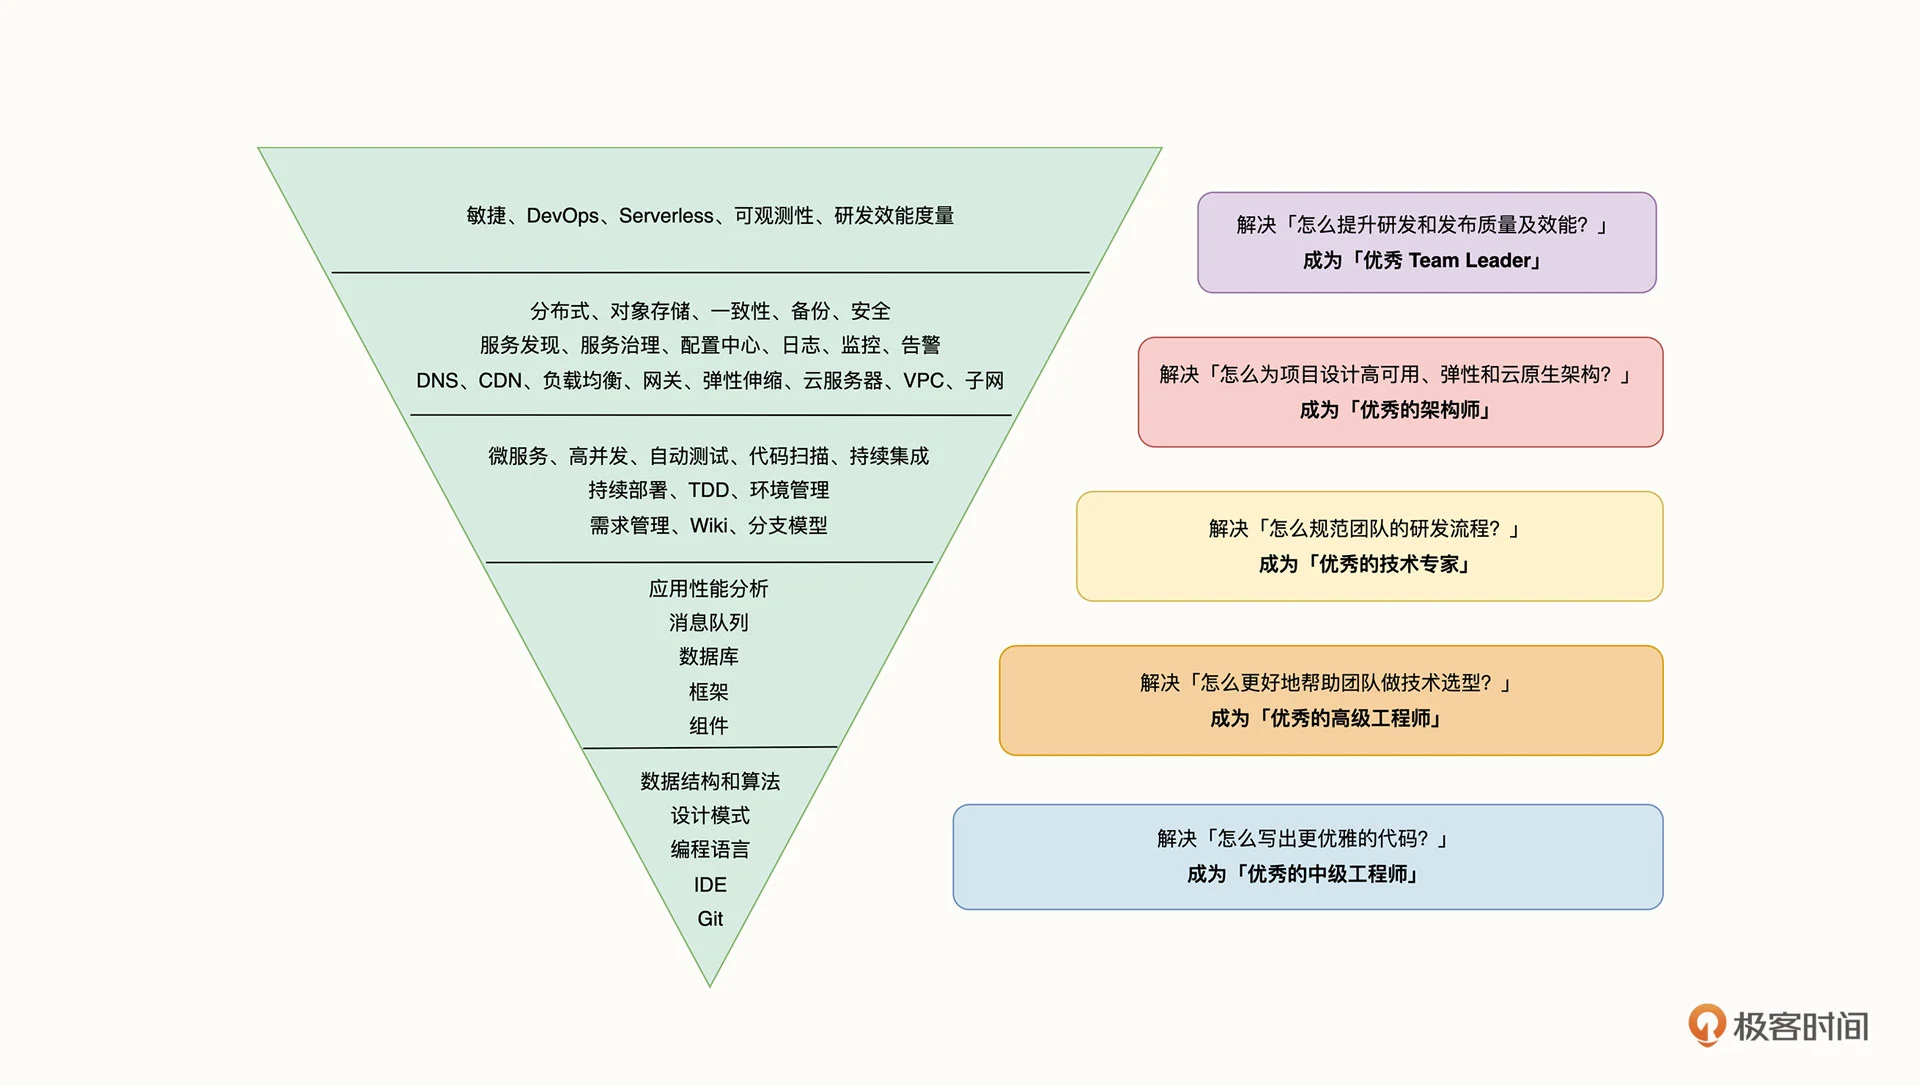 敏捷、DevOps、Serverless、可观测性、研发效能度量
解决「怎么提升研发和发布质量及效能？」
成为「优秀 Team Leader」
分布式、对象存储、一致性、备份、安全
服务发现、服务治理、配置中心、日志、监控、告警
DNS、CDN、负载均衡、网关、弹性伸缩、云服务器、VPC、子网
解决「怎么为项目设计高可用、弹性和云原生架构？」
成为「优秀的架构师」
微服务、高并发、自动测试、代码扫描、持续集成
持续部署、TDD、环境管理
需求管理、Wiki、分支模型
解决「怎么规范团队的研发流程？」
成为「优秀的技术专家」
应用性能分析
消息队列
数据库
框架
组件
解决「怎么更好地帮助团队做技术选型？」
成为「优秀的高级工程师」
数据结构和算法
设计模式
编程语言
IDE
Git
解决「怎么写出更优雅的代码？」
成为「优秀的中级工程师」
极客时间